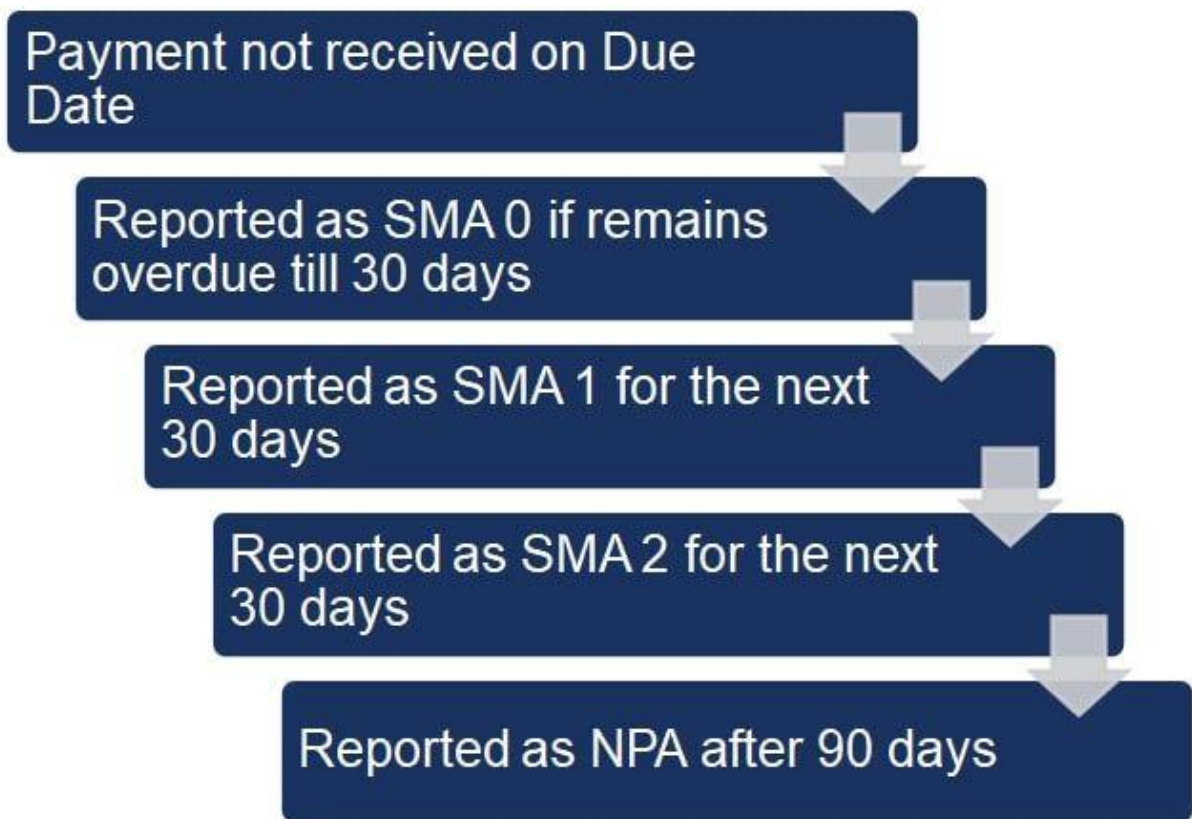 Payment not received on Due
Date
Reported as SMA 0 if remains
overdue till 30 days
Reported as SMA 1 for the next
30 days
Reported as SMA 2 for the next
30 days
Reported as NPA after 90 days